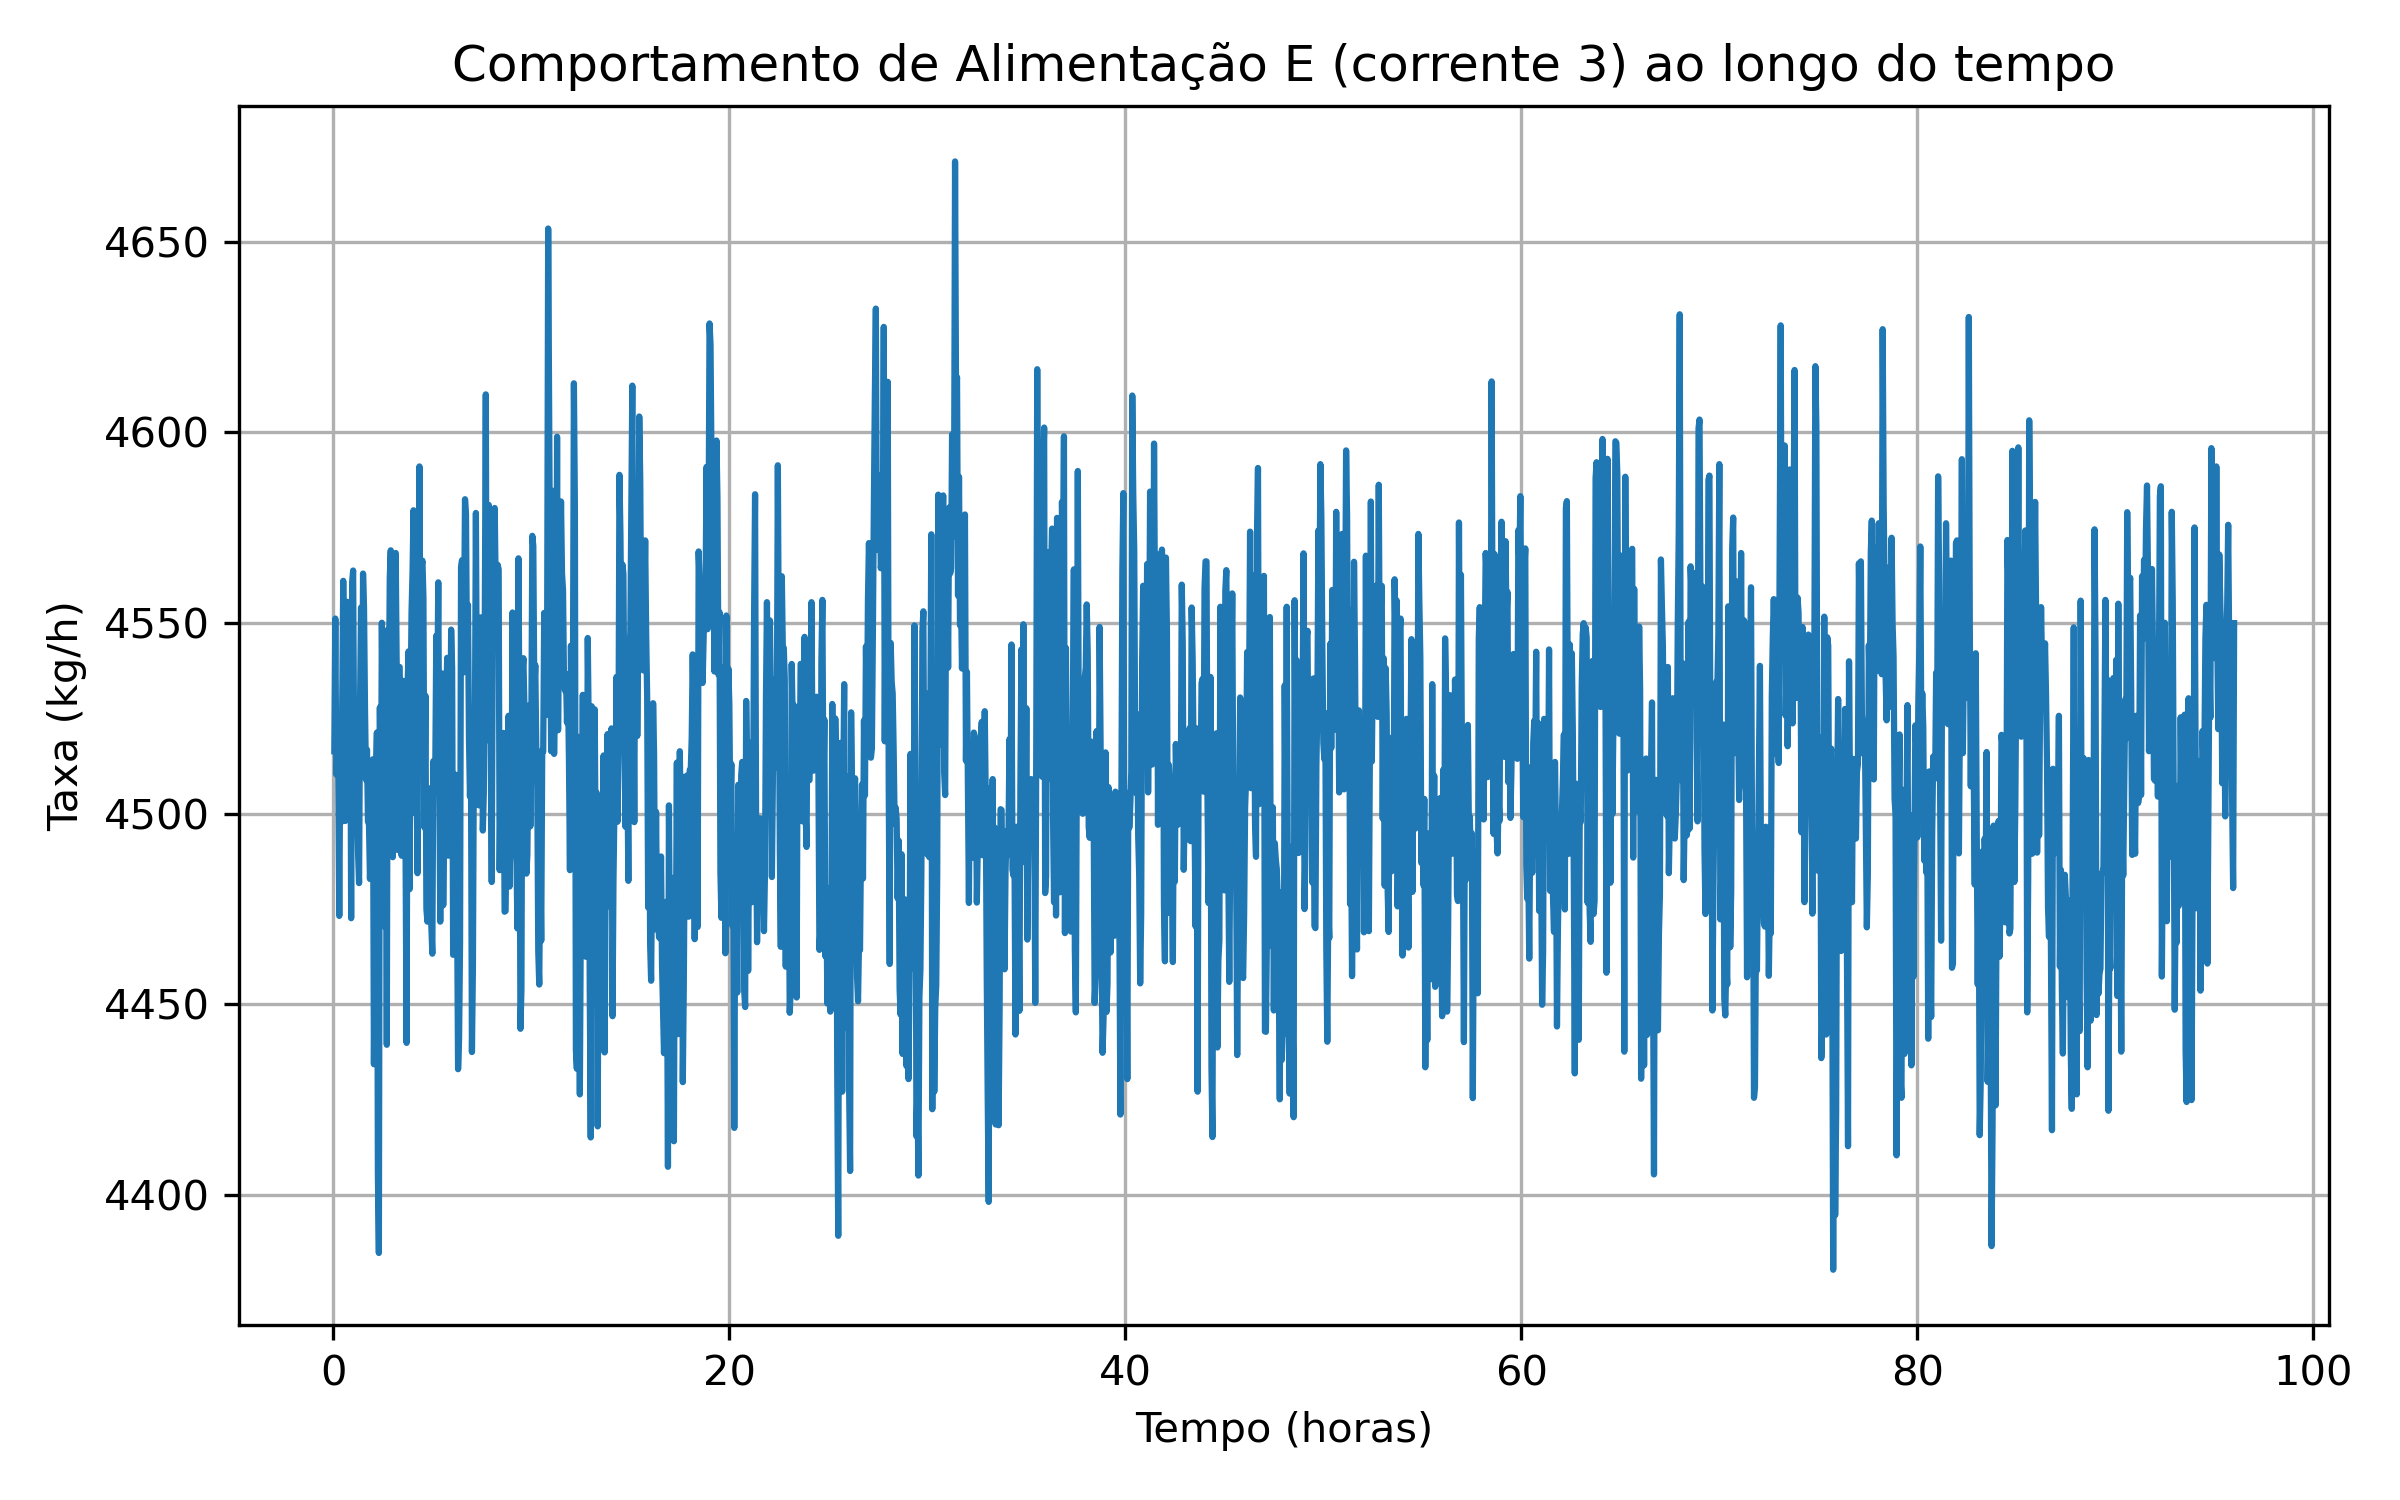 Comportamento de Alimentação E (corrente 3) ao longo do tempo
Taxa (kg/h)
4650
4600
4550
4500
4450
4400
0 20 40 60 80 100
Tempo (horas)